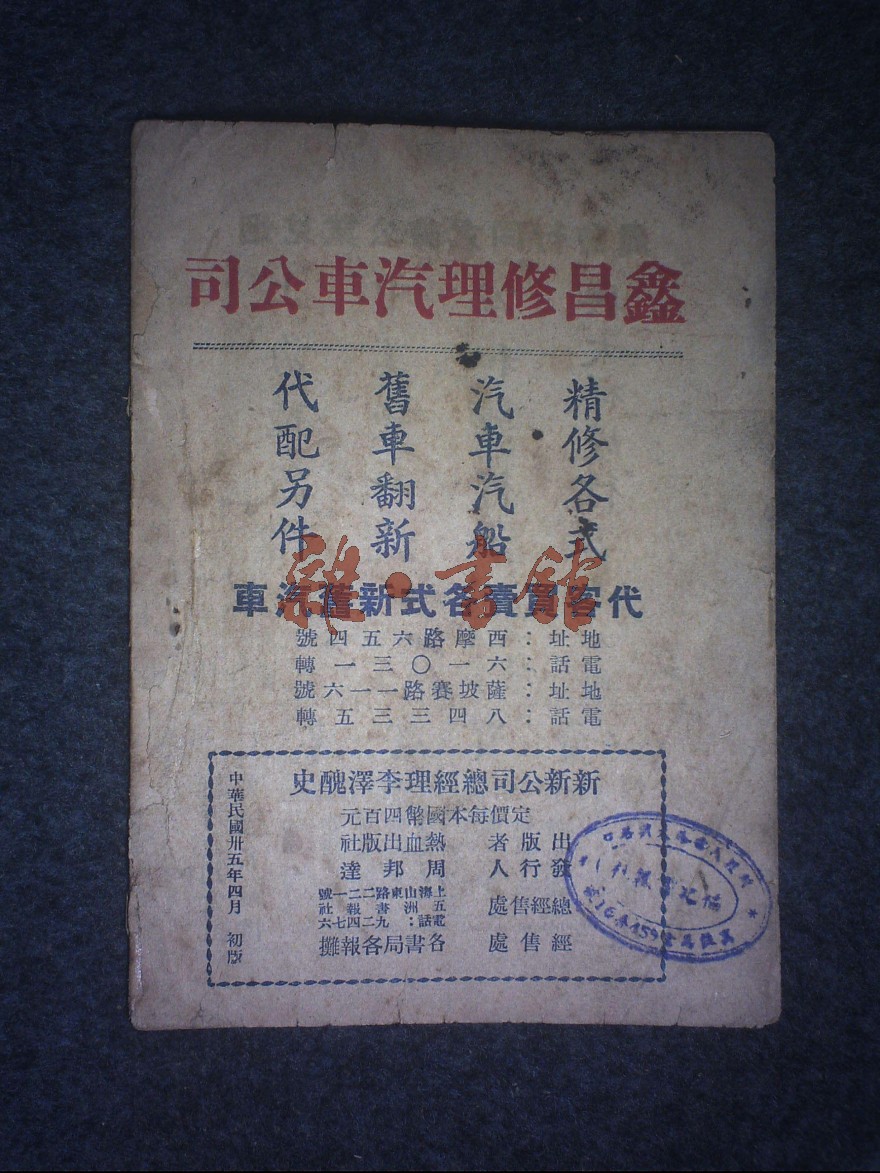 鑫昌修理汽車公司
精修各式
汽車汽船
舊車翻新
代配另件
代客買賣各式新舊汽車
地址：西摩路六五四號
電話：六一〇三一轉
地址：薩坡賽路一一六號
電話：八四三三五轉
新新公司總經理李澤醜史
定價每本國幣四百元
出版者 熱血出版社
發行人 周邦達
總經售處 上海山東路二二一號
五洲書報社
電話：九二四七六
經售處 各書局各報攤
中華民國卅五年四月 初版
雜·書館